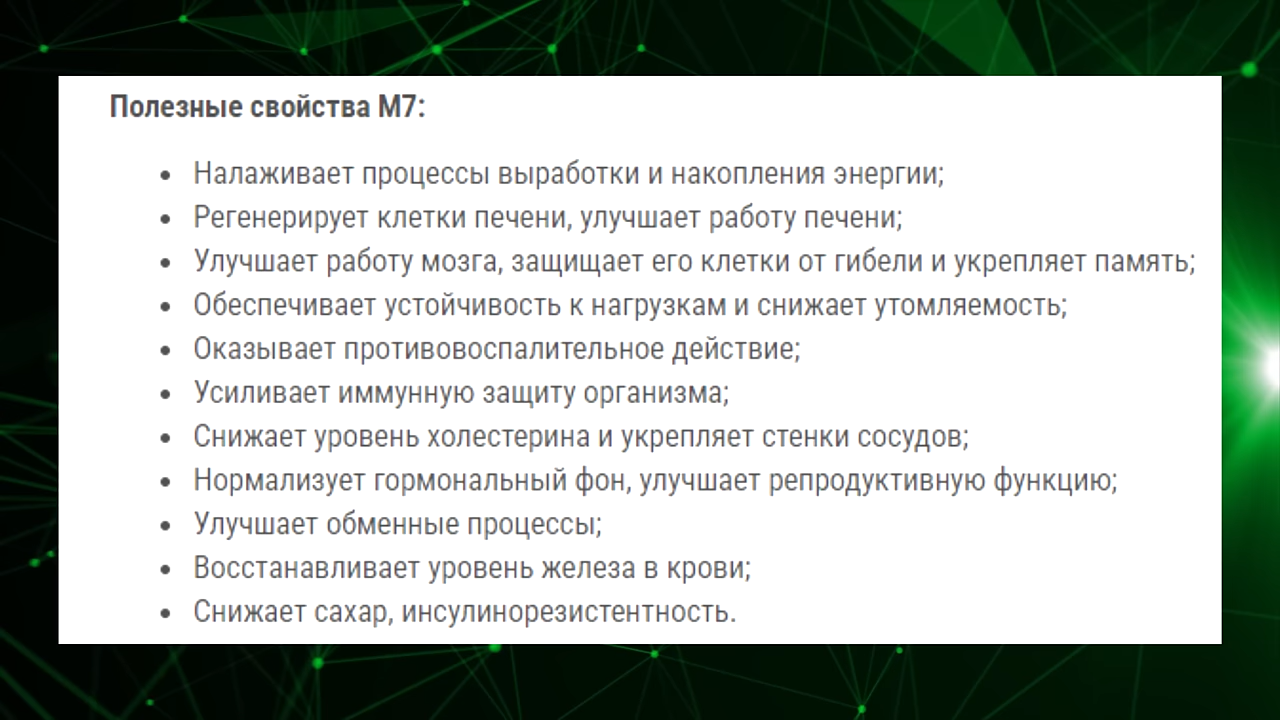 Полезные свойства М7:
• Налаживает процессы выработки и накопления энергии;
• Регенерирует клетки печени, улучшает работу печени;
• Улучшает работу мозга, защищает его клетки от гибели и укрепляет память;
• Обеспечивает устойчивость к нагрузкам и снижает утомляемость;
• Оказывает противовоспалительное действие;
• Усиливает иммунную защиту организма;
• Снижает уровень холестерина и укрепляет стенки сосудов;
• Нормализует гормональный фон, улучшает репродуктивную функцию;
• Улучшает обменные процессы;
• Восстанавливает уровень железа в крови;
• Снижает сахар, инсулинорезистентность.